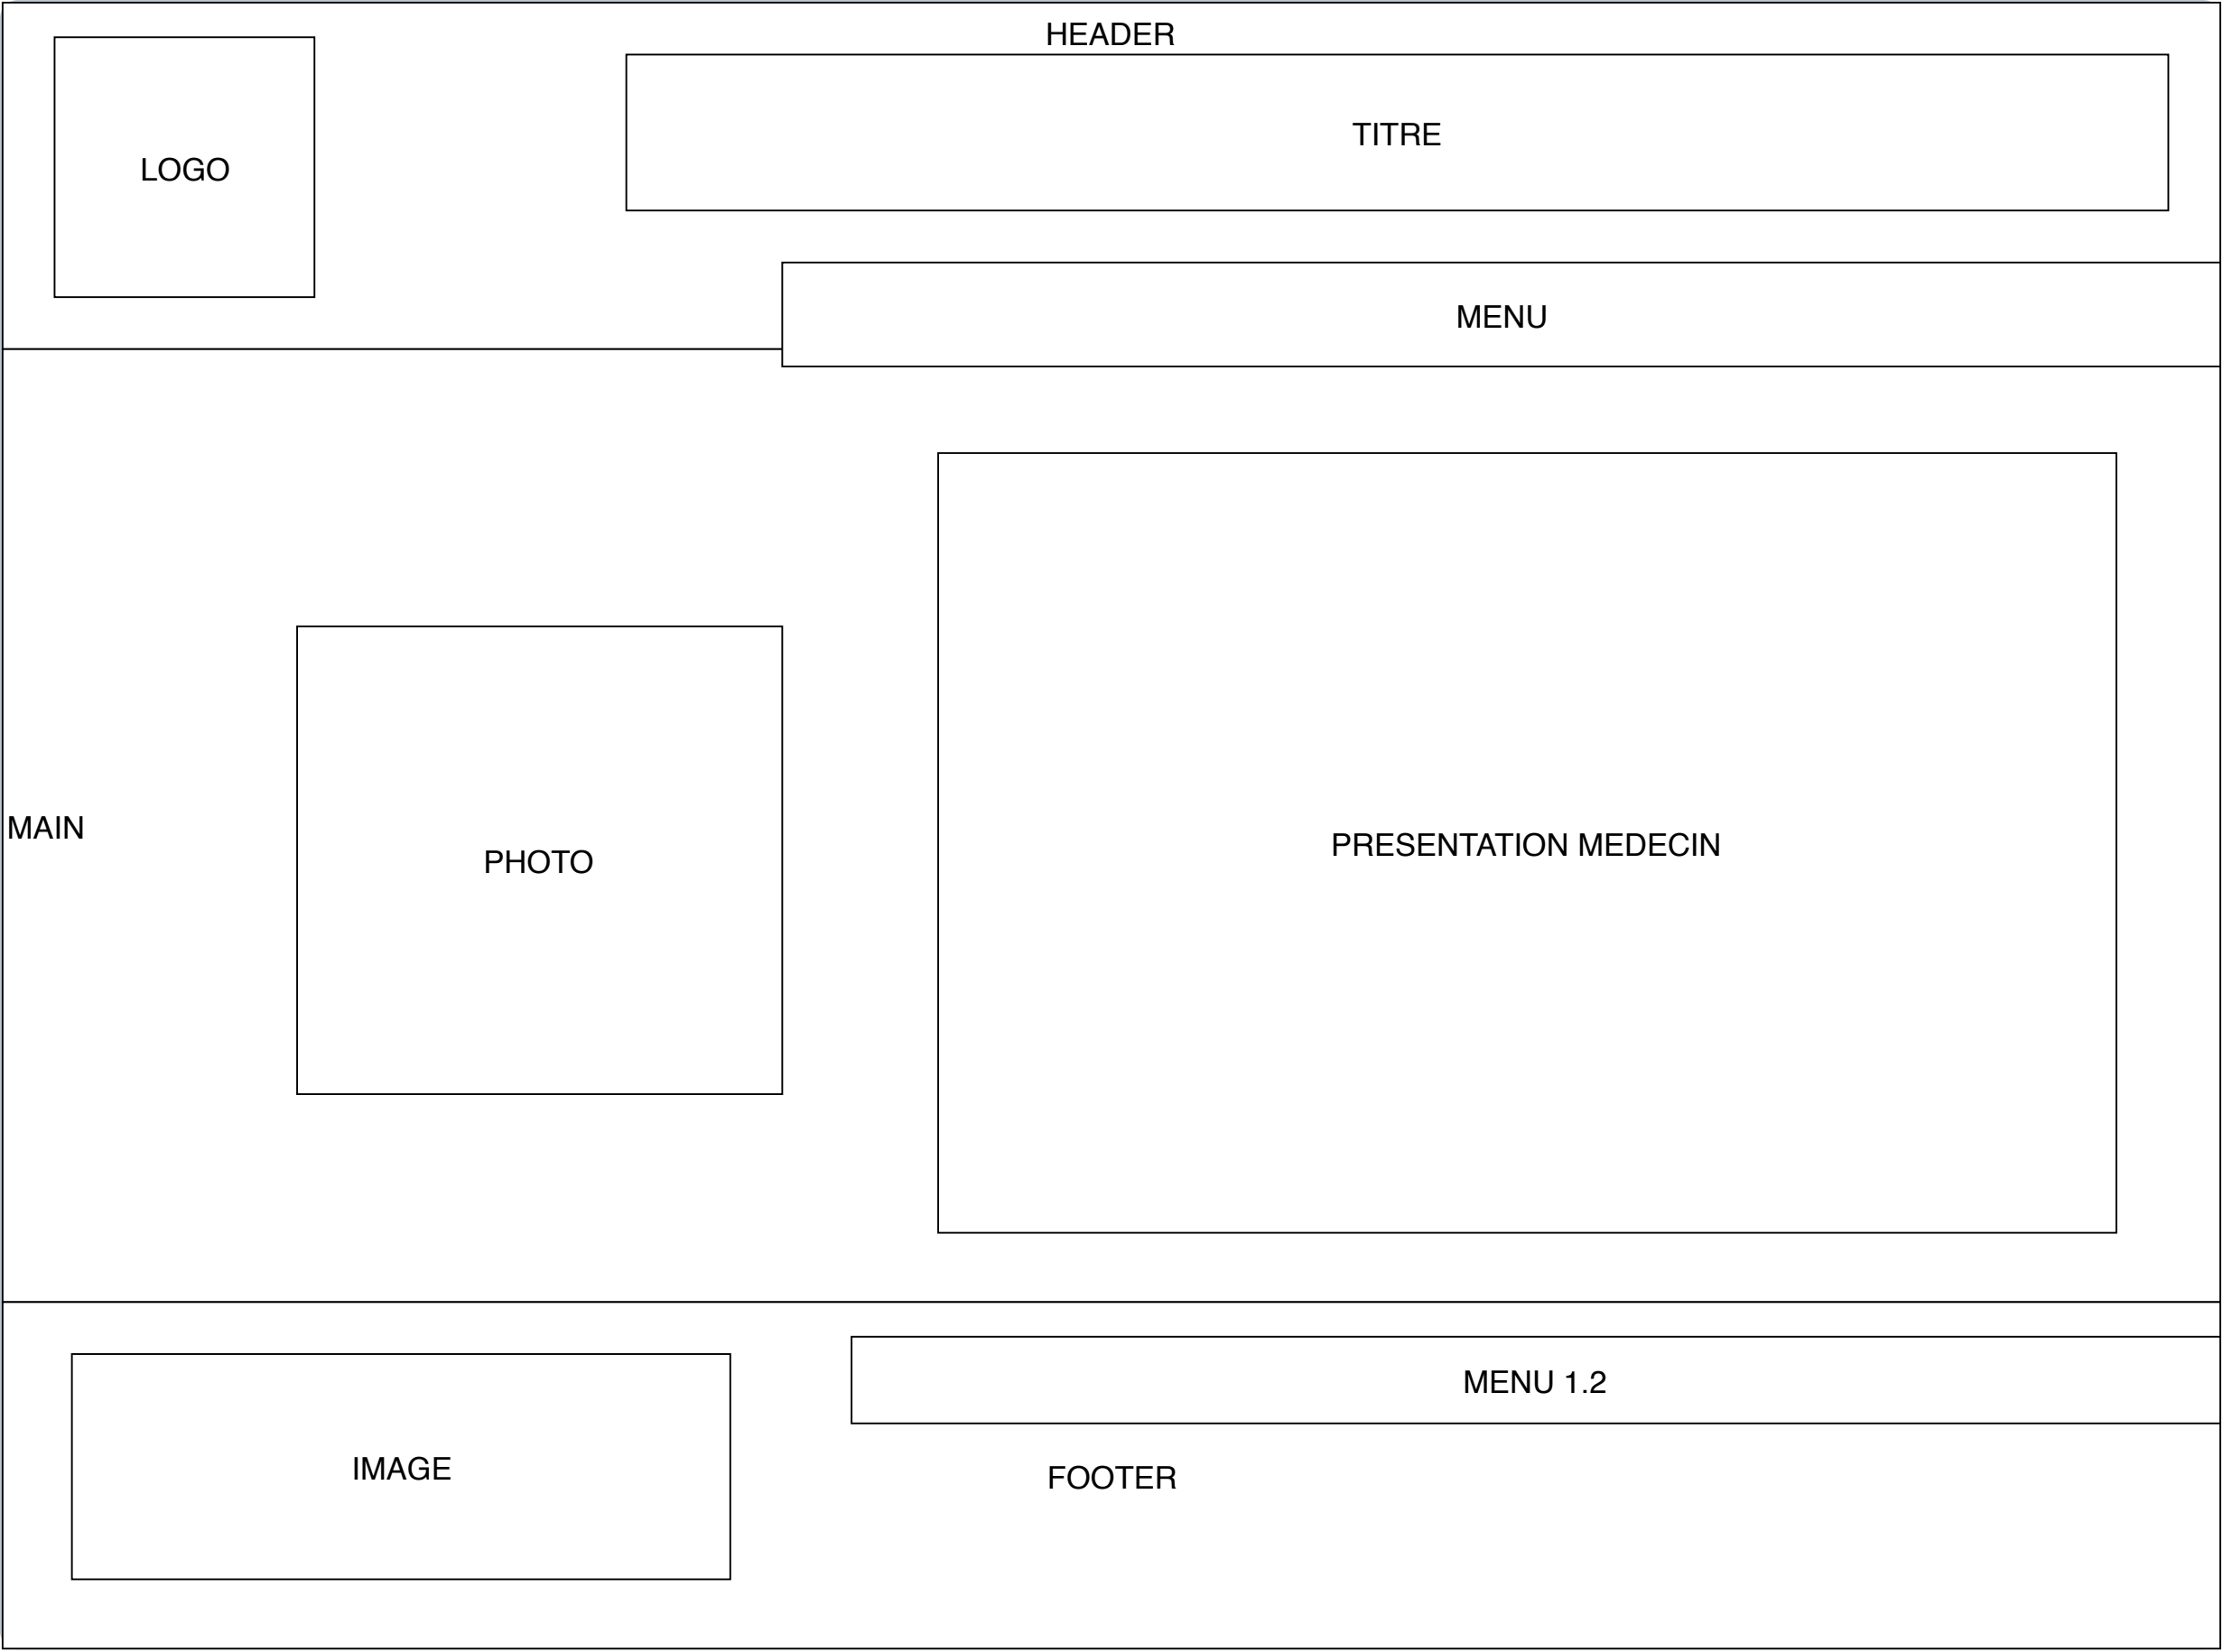 HEADER
LOGO
TITRE
MENU
MAIN
PHOTO
PRESENTATION MEDECIN
MENU 1.2
IMAGE
FOOTER